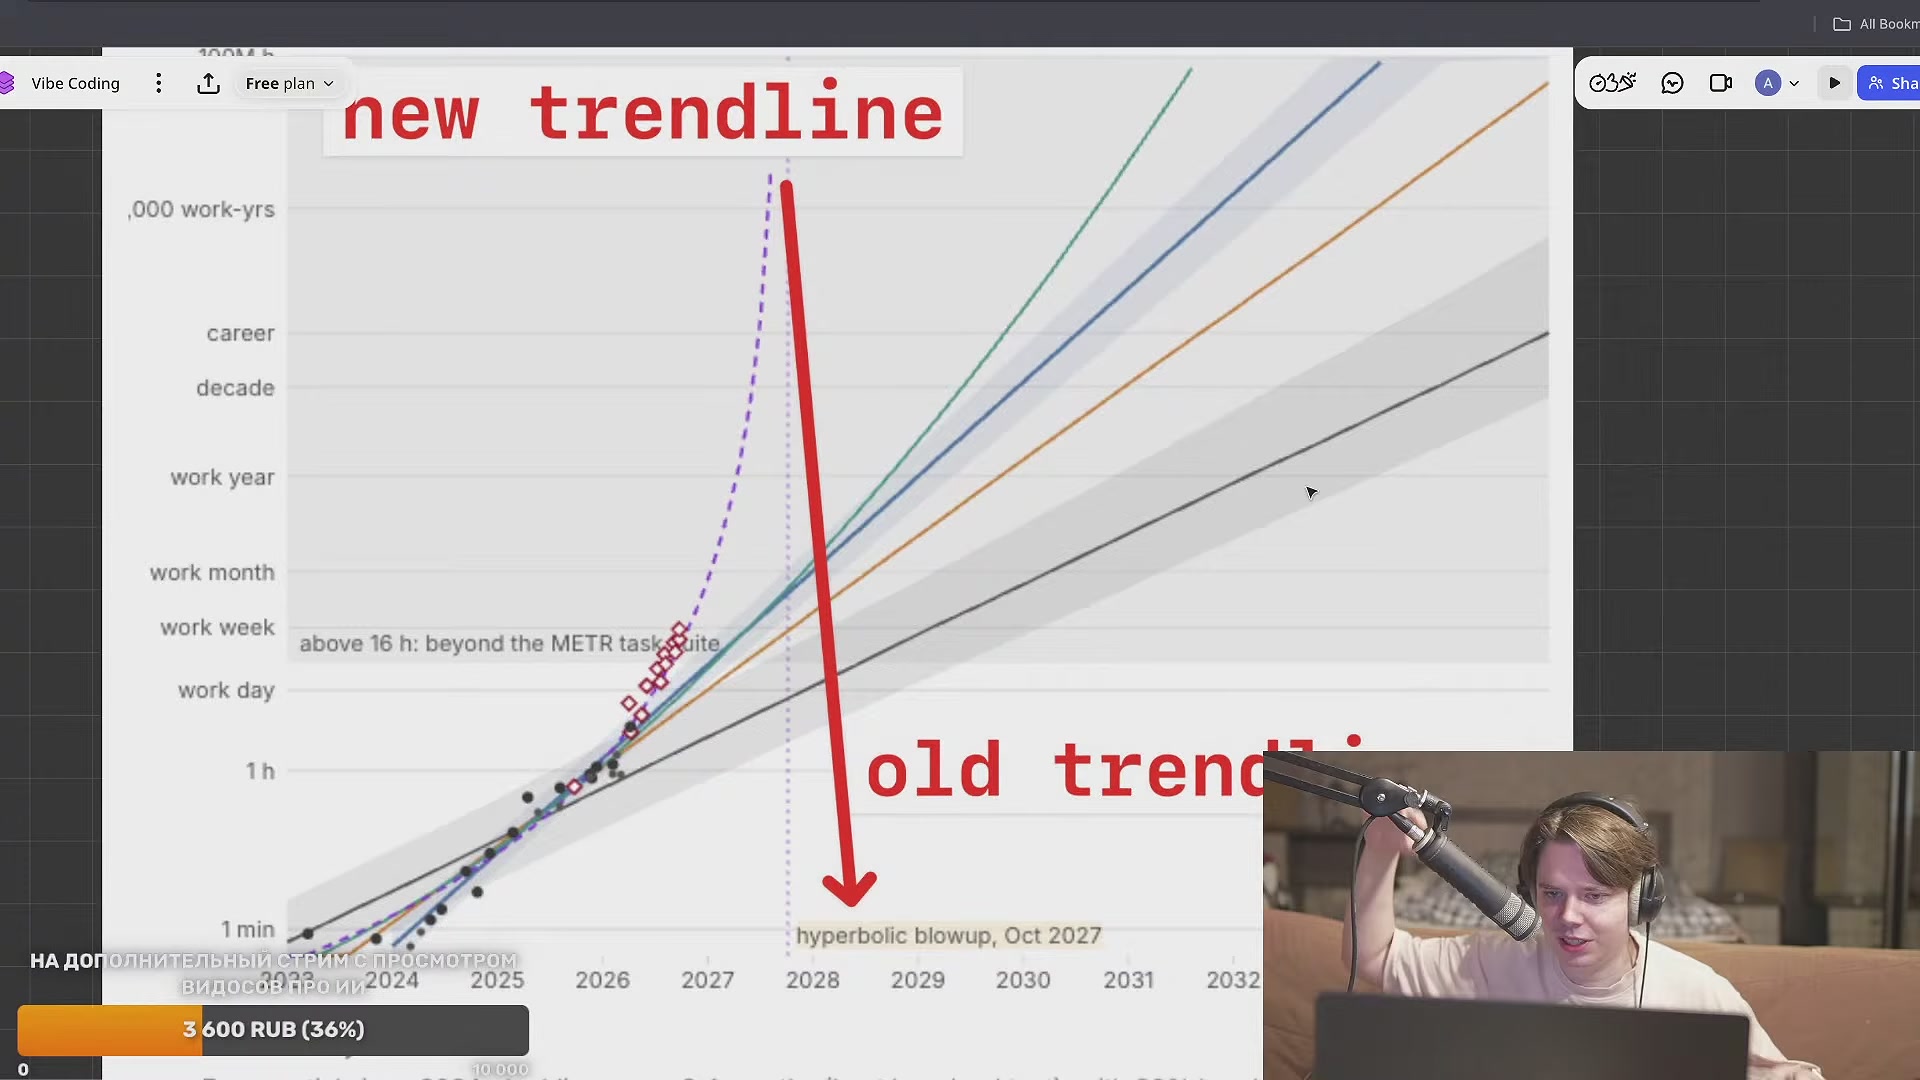 All Bookm
100M h
Vibe Coding
Free plan
A
Sha
new trendline
,000 work-yrs
career
decade
work year
work month
work week
above 16 h: beyond the METR task suite
work day
1 h
old trendli
1 min
hyperbolic blowup, Oct 2027
НА ДОПОЛНИТЕЛЬНЫЙ СТРИМ С ПРОСМОТРОМ
ВИДОСОВ ПРО ИИ
2023 2024 2025 2026 2027 2028 2029 2030 2031 2032
3 600 RUB (36%)
0
10 000